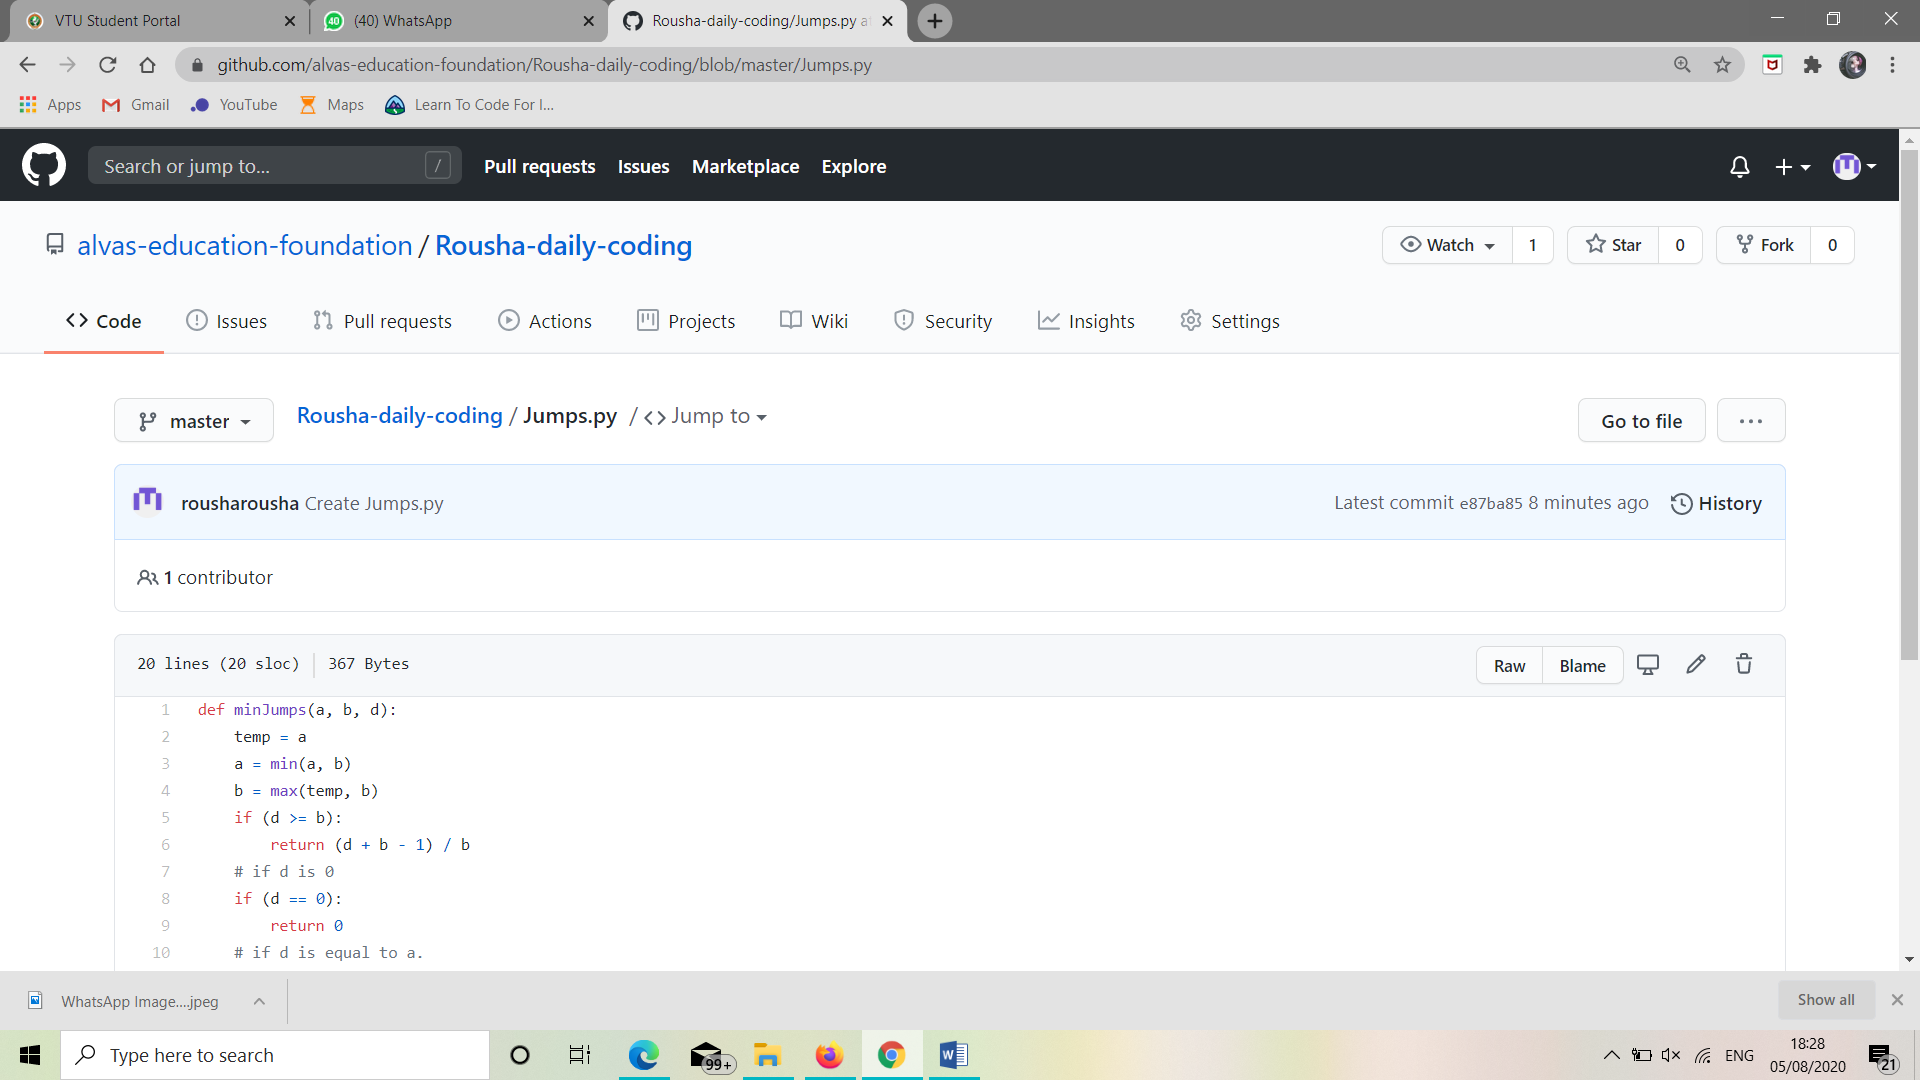 VTU Student Portal
40 (40) WhatsApp
Rousha-daily-coding/Jumps.py at
github.com/alvas-education-foundation/Rousha-daily-coding/blob/master/Jumps.py
Apps Gmail YouTube Maps Learn To Code For I...
Search or jump to... /
Pull requests Issues Marketplace Explore
alvas-education-foundation / Rousha-daily-coding
Watch 1 Star 0 Fork 0
Code Issues Pull requests Actions Projects Wiki Security Insights Settings
master Rousha-daily-coding / Jumps.py / <> Jump to
Go to file ...
rousharousha Create Jumps.py
Latest commit e87ba85 8 minutes ago History
1 contributor
20 lines (20 sloc) 367 Bytes
Raw Blame
1 def minJumps(a, b, d):
2 temp = a
3 a = min(a, b)
4 b = max(temp, b)
5 if (d >= b):
6 return (d + b - 1) / b
7 # if d is 0
8 if (d == 0):
9 return 0
10 # if d is equal to a.
WhatsApp Image....jpeg
Show all
Type here to search
99+
W
ENG
18:28
05/08/2020
21